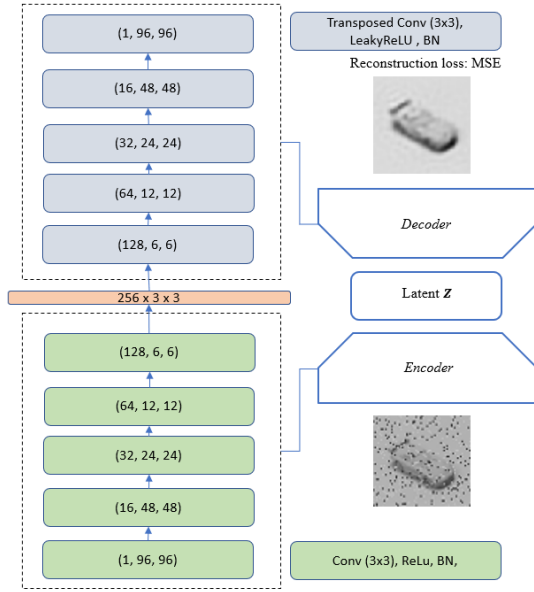 (1, 96, 96)
(16, 48, 48)
(32, 24, 24)
(64, 12, 12)
(128, 6, 6)
256 x 3 x 3
(128, 6, 6)
(64, 12, 12)
(32, 24, 24)
(16, 48, 48)
(1, 96, 96)
Transposed Conv (3x3),
LeakyReLU , BN
Reconstruction loss: MSE
Decoder
Latent Z
Encoder
Conv (3x3), ReLu, BN,